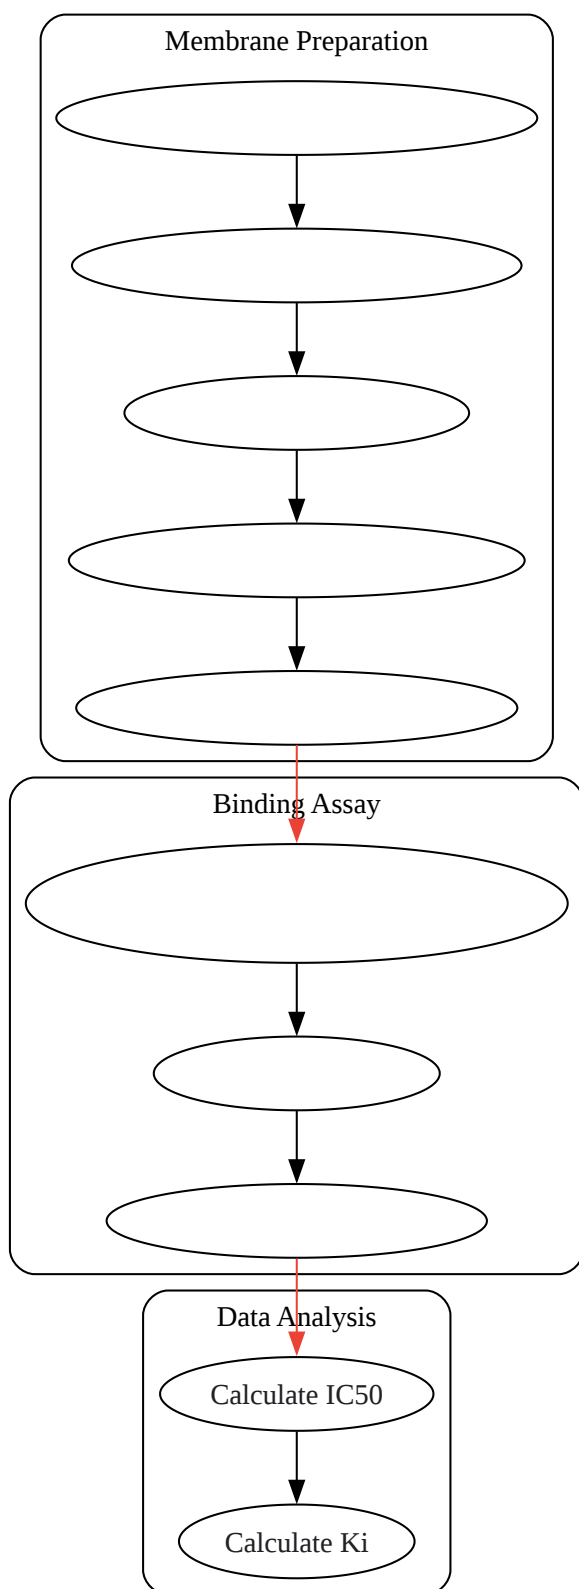 Membrane Preparation
Binding Assay
Data Analysis
Calculate IC50
Calculate Ki